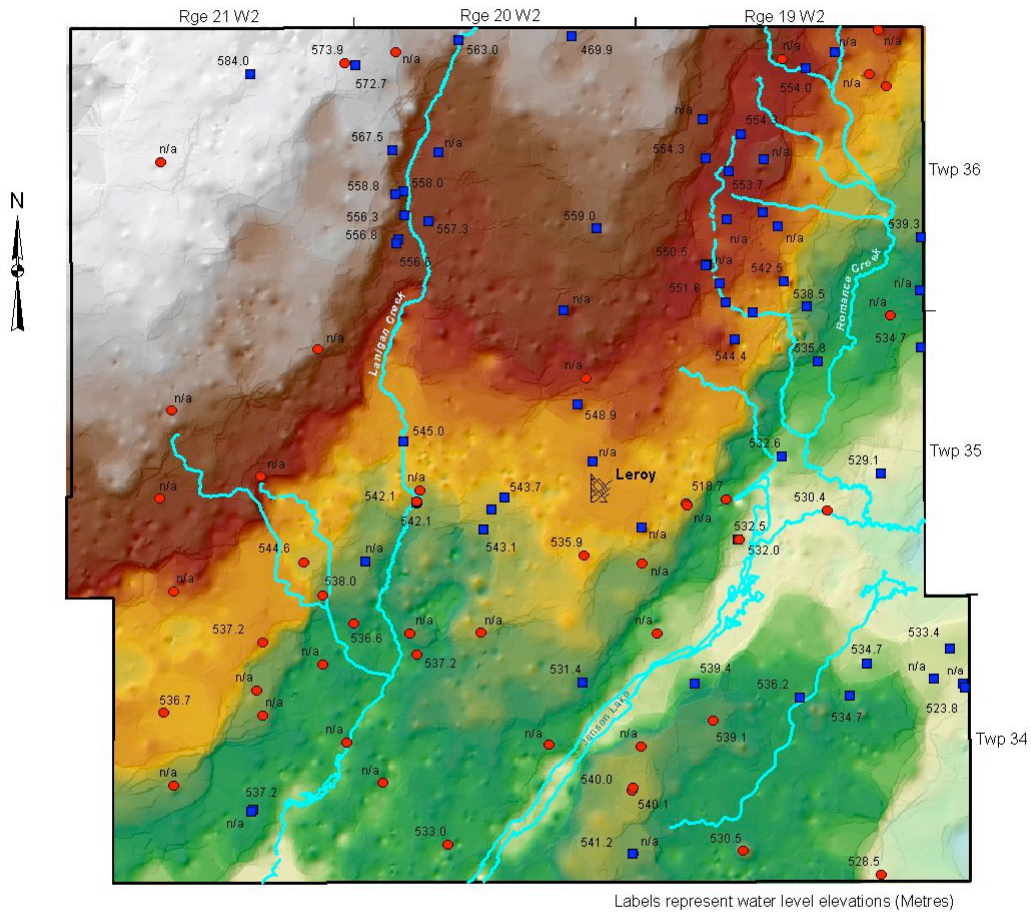 Rge 21 W2 Rge 20 W2 Rge 19 W2
573.9 n/a 563.0 469.9 n/a n/a
584.0 572.7 n/a 554.0
n/a 554.3
567.5 n/a 554.3 n/a
n/a Twp 36
558.8 558.0 553.7
N
556.3 557.3 559.0 539.3
556.8 n/a n/a
556.6 550.5 n/a 542.5
551.6 538.5 Romance Creek n/a
Lanigan Creek n/a n/a
544.4 535.8 534.7
n/a n/a
n/a 548.9
545.0 532.6
n/a n/a Leroy 529.1 Twp 35
n/a n/a 543.7 518.7
542.1 n/a 530.4
542.1 543.1 n/a 532.5
544.6 n/a 535.9 532.0
538.0 n/a
n/a
537.2 536.6 n/a n/a n/a 533.4
n/a 537.2 534.7 n/a n/a
n/a 531.4 539.4 536.2
536.7 n/a 534.7 523.8
n/a Jansen Lake 539.1
n/a n/a n/a Twp 34
n/a n/a 540.0
537.2 540.1
n/a
533.0 541.2 n/a 530.5
528.5
Labels represent water level elevations (Metres)